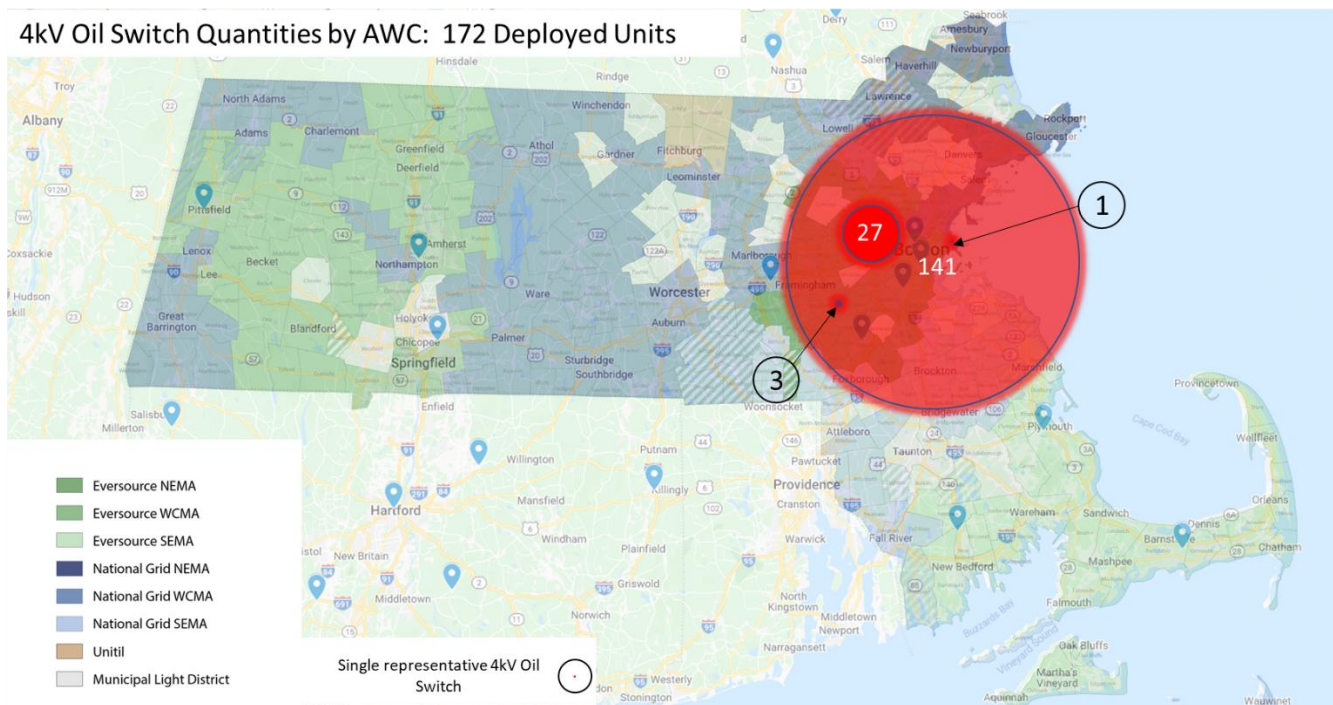 4kV Oil Switch Quantities by AWC: 172 Deployed Units
Seabrook
Amesbury
Newburyport
Derry
Salem
Haverhill
Nashua
Hinsdale
Ridge
Troy
Albany
North Adams
Adams
Charlemont
Greenfield
Deerfield
Winchendon
Athol
Gardner
Fitchburg
Leominster
Lawrence
Lowell
Rockport
Gloucester
Danvers
Salem
Pittsfield
Amherst
Northampton
Lenox
Lee
Becket
Coxsackie
Hudson
Great
Barrington
Blandford
Holyoke
Chicopee
Springfield
Ware
Palmer
Worcester
Auburn
Sturbridge
Southbridge
Marlborough
Framingham
27
1
141
3
Foxborough
Brockton
Bridgewater
Marshfield
Plymouth
Provincetown
Cape Cod Bay
Wellfleet
Orleans
Chatham
Dennis
Sandwich
Mashpee
Falmouth
Wareham
New Bedford
Fall River
Taunton
Attleboro
Woonsocket
Pawtucket
Providence
Cranston
Warwick
Millerton
Enfield
Willington
Putnam
Killingly
Mansfield
Windham
Plainfield
Hartford
New Britain
Middletown
Griswold
Norwich
North
Kingstown
Middletown
Newport
Narragansett
Westerly
Stonington
Buzzards Bay
Vineyard Sound
Oak Bluffs
Martha's
Vineyard
Aquinnah
Wauwinet
Eversource NEMA
Eversource WCMA
Eversource SEMA
National Grid NEMA
National Grid WCMA
National Grid SEMA
Unitil
Municipal Light District
Single representative 4kV Oil
Switch